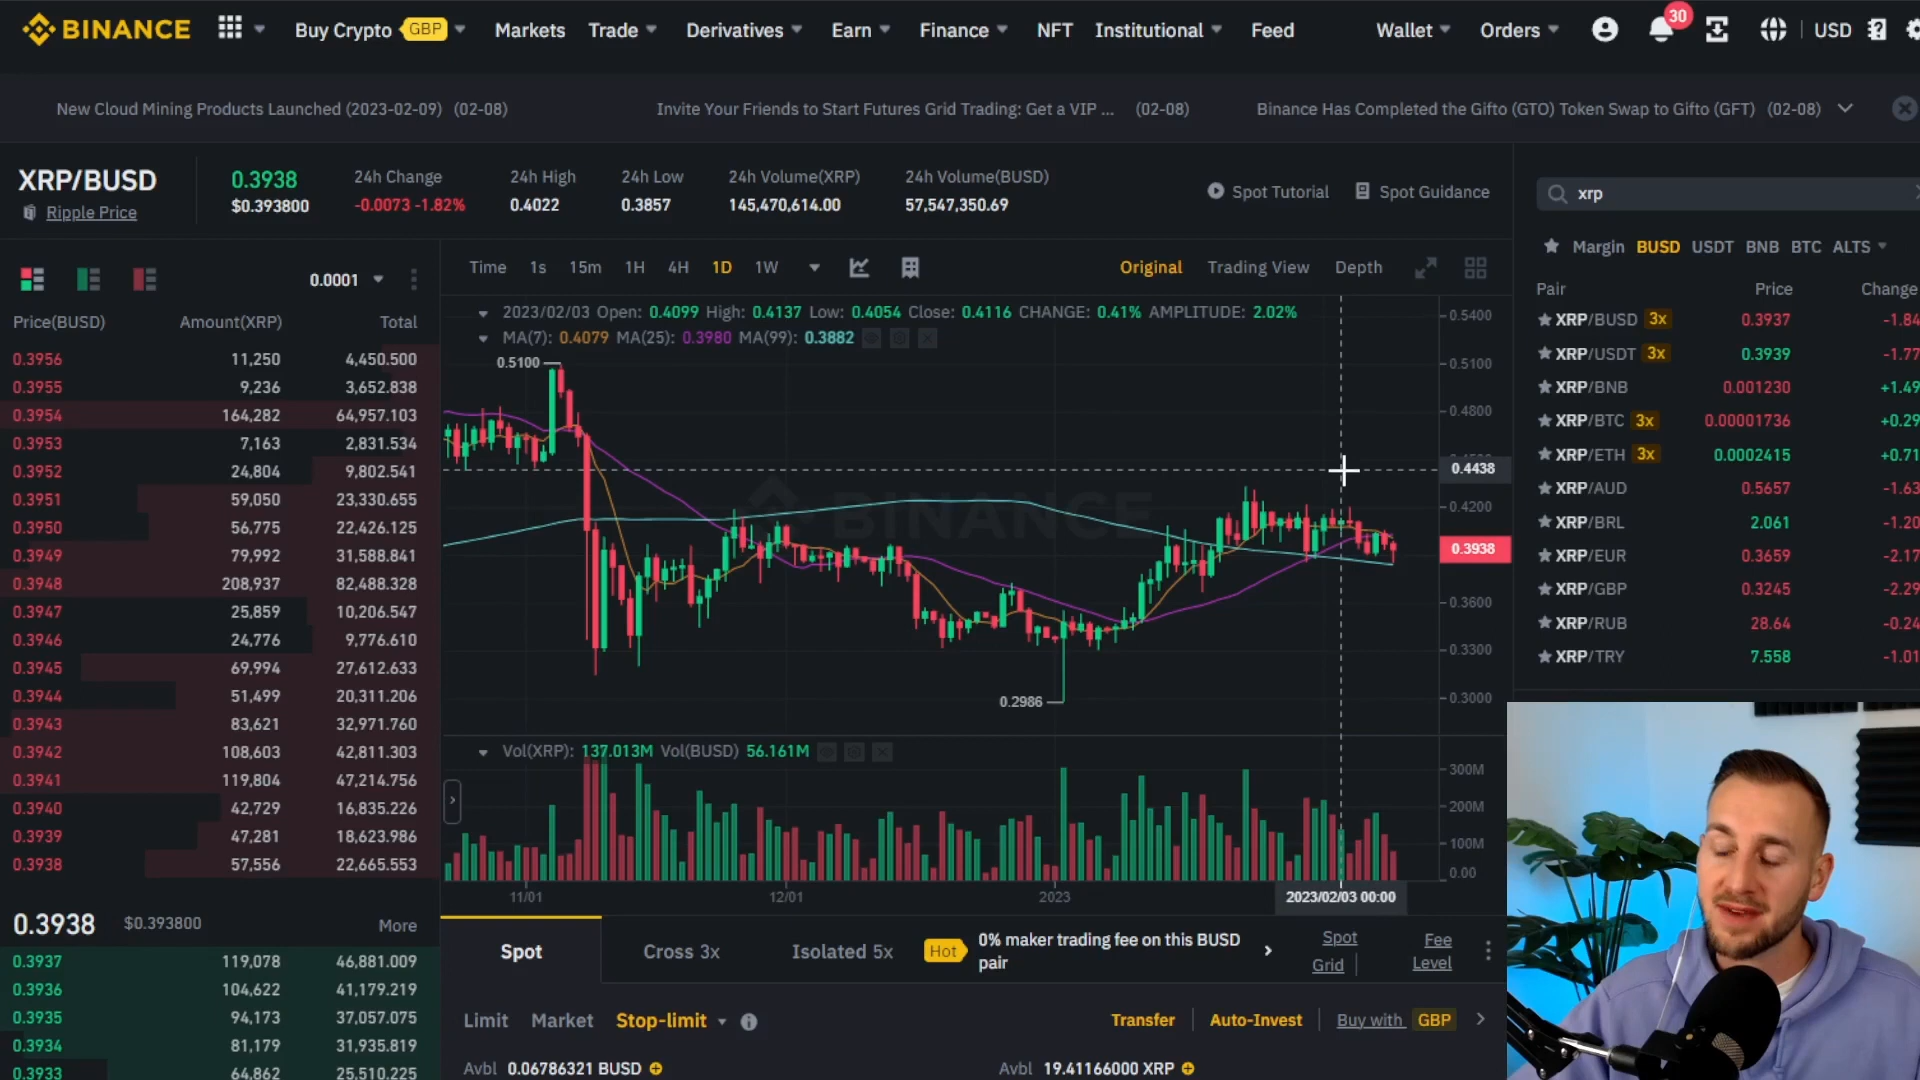 BINANCE
Buy Crypto GBP Markets Trade Derivatives Earn Finance NFT Institutional Feed Wallet Orders 30 USD
New Cloud Mining Products Launched (2023-02-09) (02-08)
Invite Your Friends to Start Futures Grid Trading: Get a VIP ... (02-08)
Binance Has Completed the Gifto (GTO) Token Swap to Gifto (GFT) (02-08)
XRP/BUSD
Ripple Price
0.3938
$0.393800
24h Change
-0.0073 -1.82%
24h High
0.4022
24h Low
0.3857
24h Volume(XRP)
145,470,614.00
24h Volume(BUSD)
57,547,350.69
Spot Tutorial
Spot Guidance
0.0001
Price(BUSD) Amount(XRP) Total
0.3956 11,250 4,450.500
0.3955 9,236 3,652.838
0.3954 164,282 64,957.103
0.3953 7,163 2,831.534
0.3952 24,804 9,802.541
0.3951 59,050 23,330.655
0.3950 56,775 22,426.125
0.3949 79,992 31,588.841
0.3948 208,937 82,488.328
0.3947 25,859 10,206.547
0.3946 24,776 9,776.610
0.3945 69,994 27,612.633
0.3944 51,499 20,311.206
0.3943 83,621 32,971.760
0.3942 108,603 42,811.303
0.3941 119,804 47,214.756
0.3940 42,729 16,835.226
0.3939 47,281 18,623.986
0.3938 57,556 22,665.553
0.3938 $0.393800 More
0.3937 119,078 46,881.009
0.3936 104,622 41,179.219
0.3935 94,173 37,057.075
0.3934 81,179 31,935.819
0.3933 64,862 25,510.225
Time 1s 15m 1H 4H 1D 1W
Original Trading View Depth
2023/02/03 Open: 0.4099 High: 0.4137 Low: 0.4054 Close: 0.4116 CHANGE: 0.41% AMPLITUDE: 2.02%
MA(7): 0.4079 MA(25): 0.3980 MA(99): 0.3882
0.5100
0.2986
BINANCE
0.5400
0.5100
0.4800
0.4438
0.4200
0.3938
0.3600
0.3300
0.3000
Vol(XRP): 137.013M Vol(BUSD) 56.161M
300M
200M
100M
0.00
11/01 12/01 2023 2023/02/03 00:00
Spot Cross 3x Isolated 5x
Hot 0% maker trading fee on this BUSD
pair
Spot
Grid
Fee
Level
Limit Market Stop-limit
Transfer Auto-Invest Buy with GBP
Avbl 0.06786321 BUSD
Avbl 19.41166000 XRP
xrp
Margin BUSD USDT BNB BTC ALTS
Pair Price Change
XRP/BUSD 3x 0.3937 -1.84
XRP/USDT 3x 0.3939 -1.77
XRP/BNB 0.001230 +1.49
XRP/BTC 3x 0.00001736 +0.29
XRP/ETH 3x 0.0002415 +0.71
XRP/AUD 0.5657 -1.63
XRP/BRL 2.061 -1.20
XRP/EUR 0.3659 -2.17
XRP/GBP 0.3245 -2.29
XRP/RUB 28.64 -0.24
XRP/TRY 7.558 -1.01